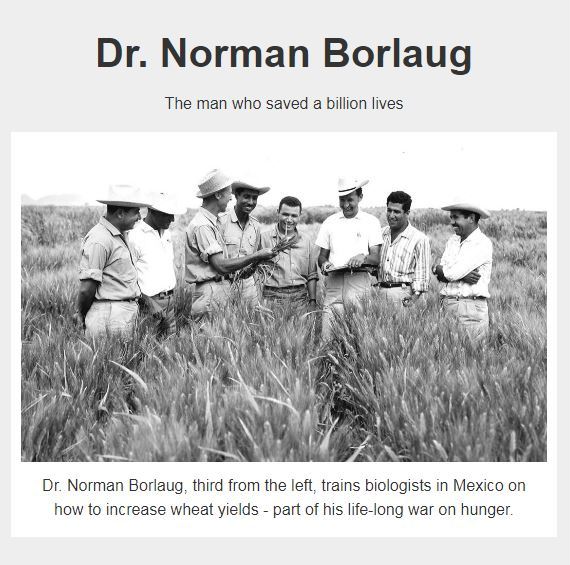 Dr. Norman Borlaug
The man who saved a billion lives
Dr. Norman Borlaug, third from the left, trains biologists in Mexico on
how to increase wheat yields - part of his life-long war on hunger.